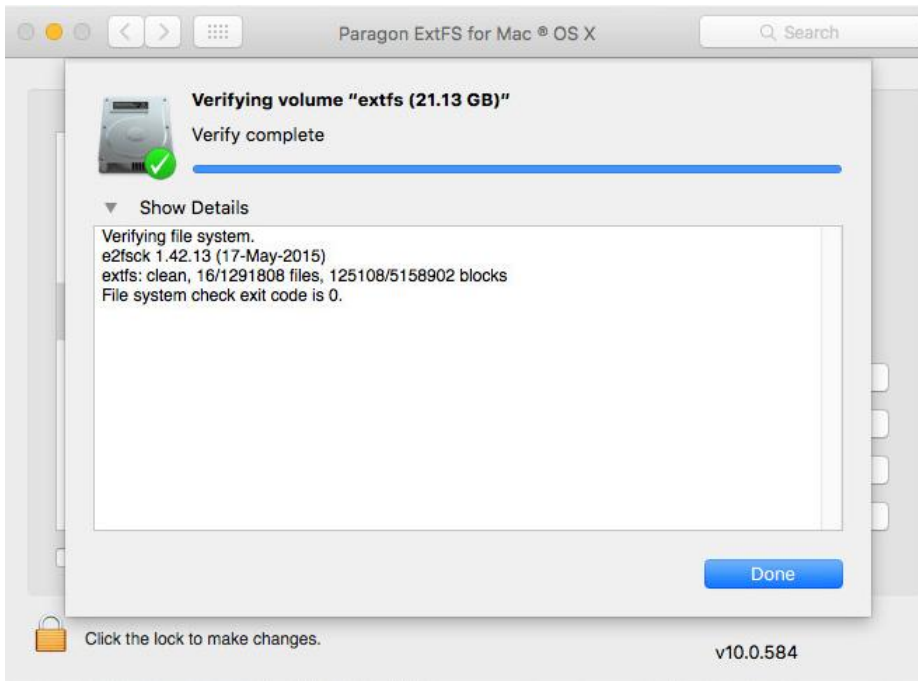 Paragon ExtFS for Mac ® OS X
Search
Verifying volume "extfs (21.13 GB)"
Verify complete
Show Details
Verifying file system.
e2fsck 1.42.13 (17-May-2015)
extfs: clean, 16/1291808 files, 125108/5158902 blocks
File system check exit code is 0.
Done
Click the lock to make changes.
v10.0.584